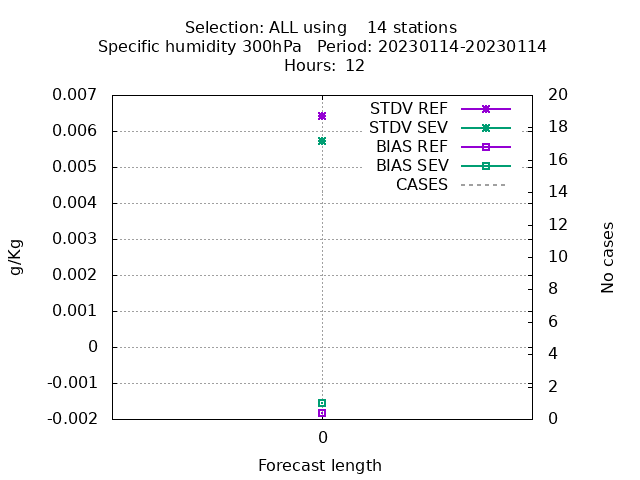 Selection: ALL using    14 stations
Specific humidity 300hPa   Period: 20230114-20230114
Hours: 12
0.007
0.006
0.005
0.004
0.003
0.002
0.001
0
-0.001
-0.002
g/Kg
STDV REF
STDV SEV
BIAS REF
BIAS SEV
CASES
20
18
16
14
12
10
8
6
4
2
0
No cases
0
Forecast length